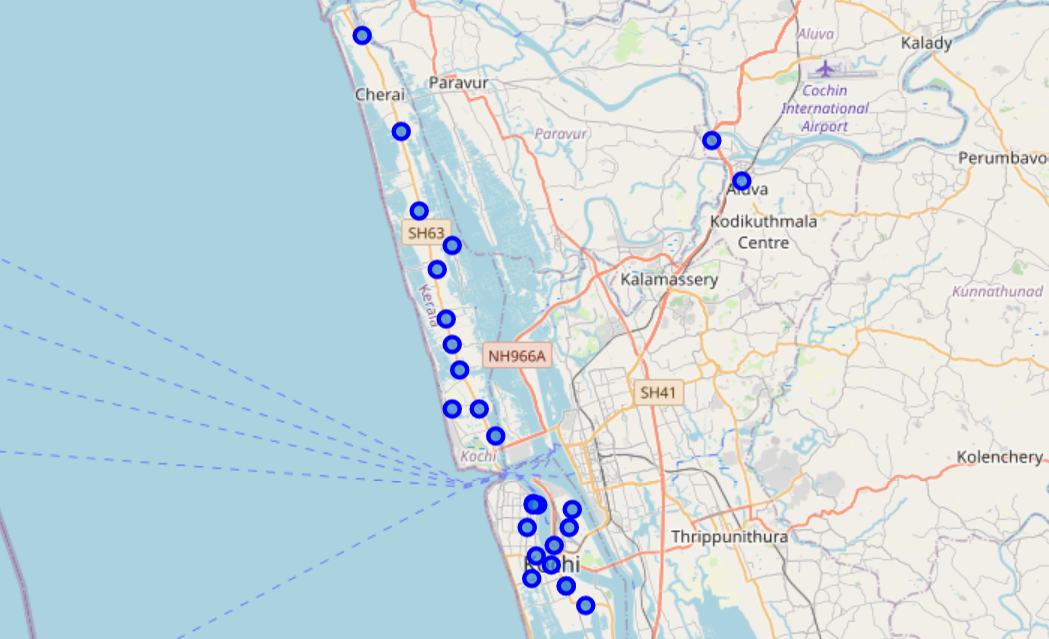 Aluva
Kalady
Cherai
Paravur
Cochin
International
Airport
Paravur
Perumbavo
Aluva
Kodikuthmala
Centre
SH63
Kalamassery
Kerala
Kunnathunad
NH966A
SH41
Kochi
Kolenchery
Thrippunithura
Kochi